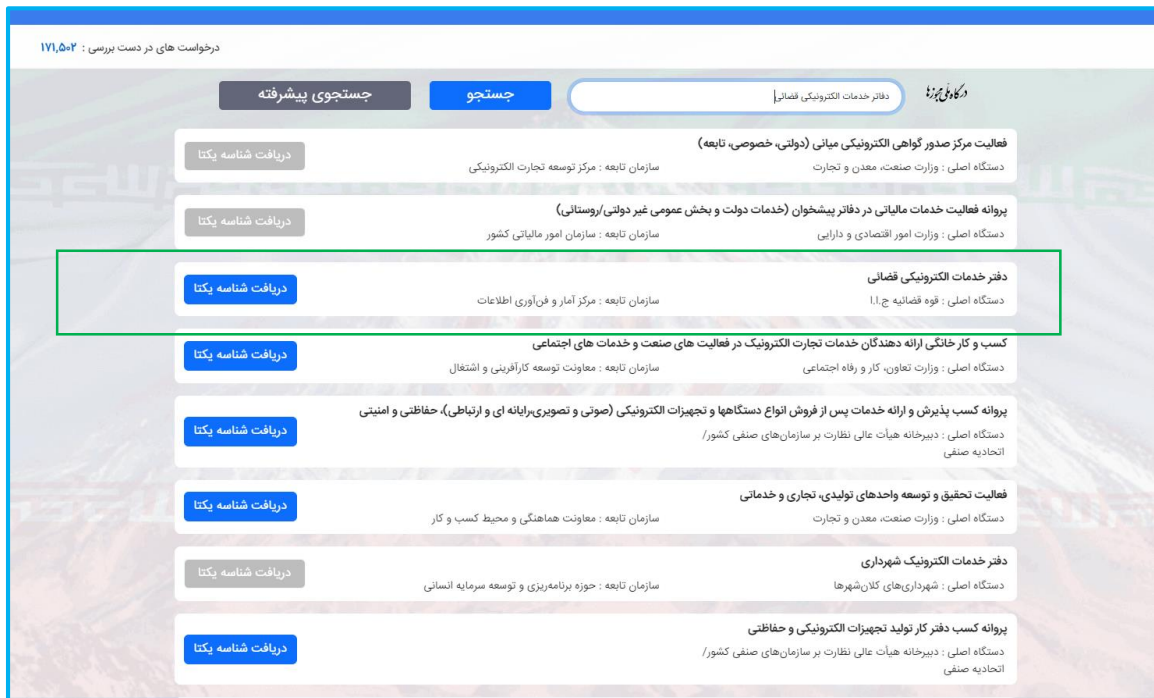 درخواست های در دست بررسی : ۱۷۱,۵۰۲
درگاه ملی مجوزها
دفاتر خدمات الکترونیکی قضائی
جستجو
جستجوی پیشرفته
فعالیت مرکز صدور گواهی الکترونیکی میانی (دولتی، خصوصی، تابعه)
دستگاه اصلی : وزارت صنعت، معدن و تجارت
سازمان تابعه : مرکز توسعه تجارت الکترونیکی
دریافت شناسه یکتا
پروانه فعالیت خدمات مالیاتی در دفاتر پیشخوان (خدمات دولت و بخش عمومی غیر دولتی/روستائی)
دستگاه اصلی : وزارت امور اقتصادی و دارایی
سازمان تابعه : سازمان امور مالیاتی کشور
دریافت شناسه یکتا
دفتر خدمات الکترونیکی قضائی
دستگاه اصلی : قوه قضائیه ج.ا.ا
سازمان تابعه : مرکز آمار و فن‌آوری اطلاعات
دریافت شناسه یکتا
کسب و کار خانگی ارائه دهندگان خدمات تجارت الکترونیک در فعالیت های صنعت و خدمات های اجتماعی
دستگاه اصلی : وزارت تعاون، کار و رفاه اجتماعی
سازمان تابعه : معاونت توسعه کارآفرینی و اشتغال
دریافت شناسه یکتا
پروانه کسب پذیرش و ارائه خدمات پس از فروش انواع دستگاهها و تجهیزات الکترونیکی (صوتی و تصویری،رایانه ای و ارتباطی)، حفاظتی و امنیتی
دستگاه اصلی : دبیرخانه هیأت عالی نظارت بر سازمان‌های صنفی کشور/
اتحادیه صنفی
دریافت شناسه یکتا
فعالیت تحقیق و توسعه واحدهای تولیدی، تجاری و خدماتی
دستگاه اصلی : وزارت صنعت، معدن و تجارت
سازمان تابعه : معاونت هماهنگی و محیط کسب و کار
دریافت شناسه یکتا
دفتر خدمات الکترونیک شهرداری
دستگاه اصلی : شهرداری‌های کلان‌شهرها
سازمان تابعه : حوزه برنامه‌ریزی و توسعه سرمایه انسانی
دریافت شناسه یکتا
پروانه کسب دفتر کار تولید تجهیزات الکترونیکی و حفاظتی
دستگاه اصلی : دبیرخانه هیأت عالی نظارت بر سازمان‌های صنفی کشور/
اتحادیه صنفی
دریافت شناسه یکتا